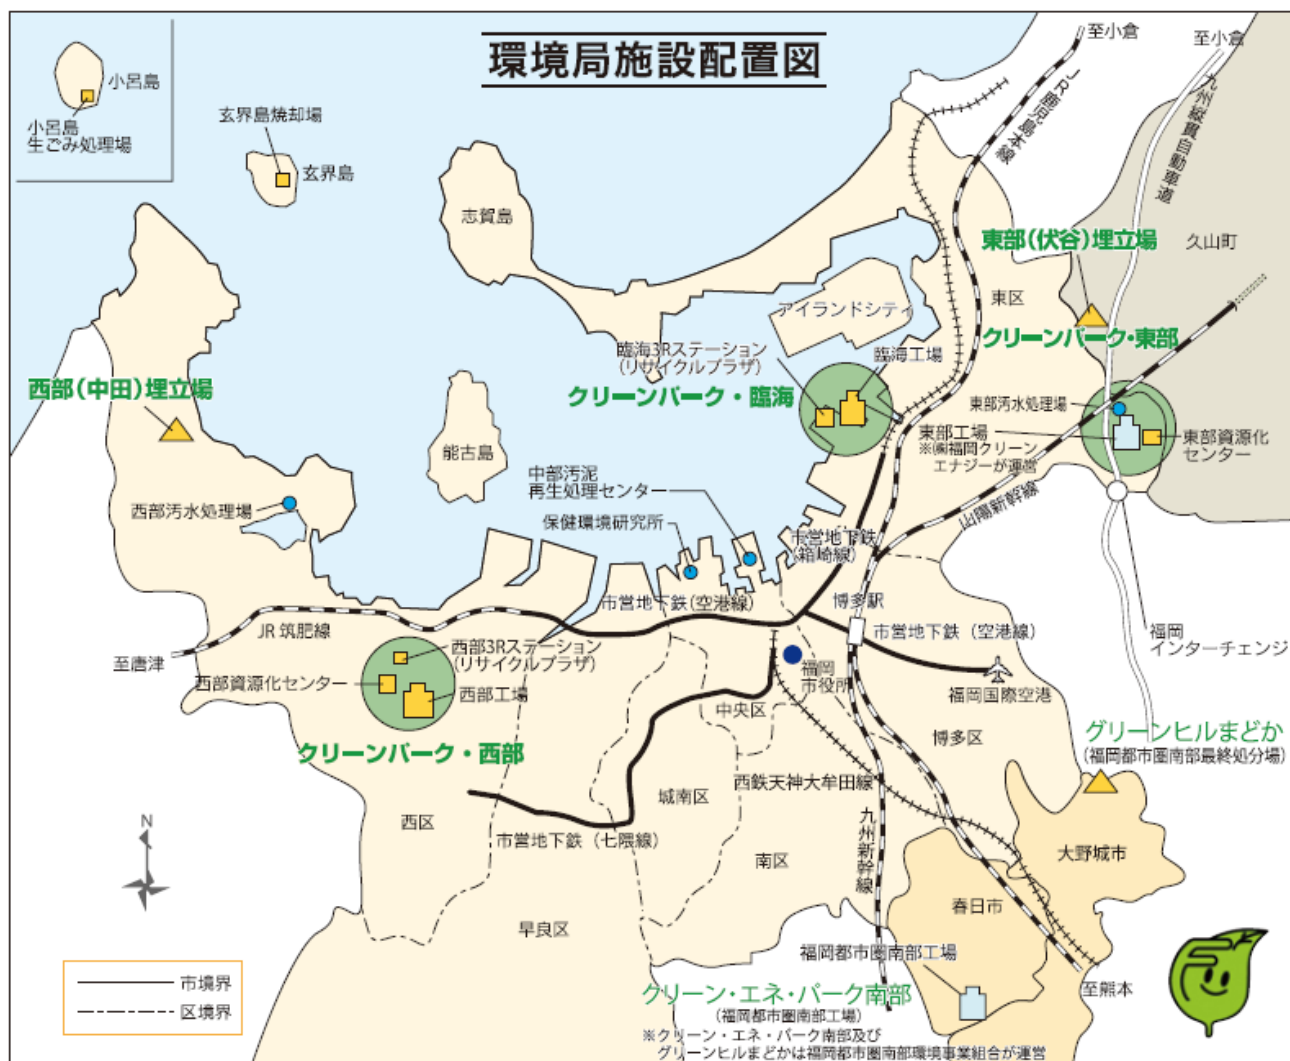 環境局施設配置図
小呂島
小呂島
生ごみ処理場
玄界島焼却場
玄界島
志賀島
至小倉
至小倉
JR鹿児島本線
九州縦貫自動車道
東部(伏谷)埋立場
久山町
東区
アイランドシティ
クリーンパーク・東部
臨海3Rステーション
(リサイクルプラザ)
臨海工場
クリーンパーク・臨海
西部(中田)埋立場
東部汚水処理場
東部工場
※㈱福岡クリーン
エナジーが運営
東部資源化
センター
能古島
中部汚泥
再生処理センター
山陽新幹線
西部汚水処理場
保健環境研究所
市営地下鉄
(箱崎線)
市営地下鉄(空港線)
博多駅
JR 筑肥線
市営地下鉄(空港線)
福岡
インターチェンジ
至唐津
西部3Rステーション
(リサイクルプラザ)
西部資源化センター
西部工場
福岡
市役所
福岡国際空港
中央区
クリーンパーク・西部
博多区
グリーンヒルまどか
(福岡都市圏南部最終処分場)
西鉄天神大牟田線
城南区
西区
市営地下鉄(七隈線)
九州新幹線
南区
大野城市
N
早良区
春日市
福岡都市圏南部工場
市境界
区境界
クリーン・エネ・パーク南部
(福岡都市圏南部工場)
至熊本
※クリーン・エネ・パーク南部及び
グリーンヒルまどかは福岡都市圏南部環境事業組合が運営